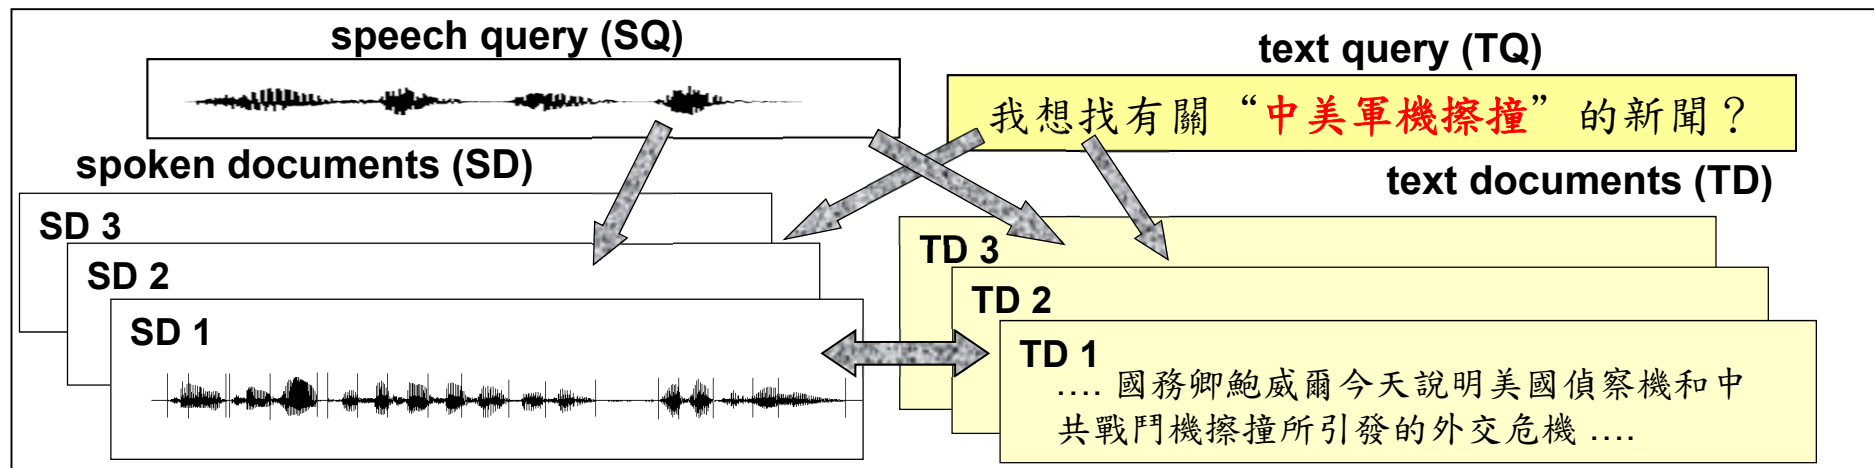 speech query (SQ)
text query (TQ)
我想找有關“中美軍機擦撞”的新聞？
spoken documents (SD)
text documents (TD)
SD 3
SD 2
SD 1
TD 3
TD 2
TD 1
.... 國務卿鮑威爾今天說明美國偵察機和中
共戰鬥機擦撞所引發的外交危機 ....